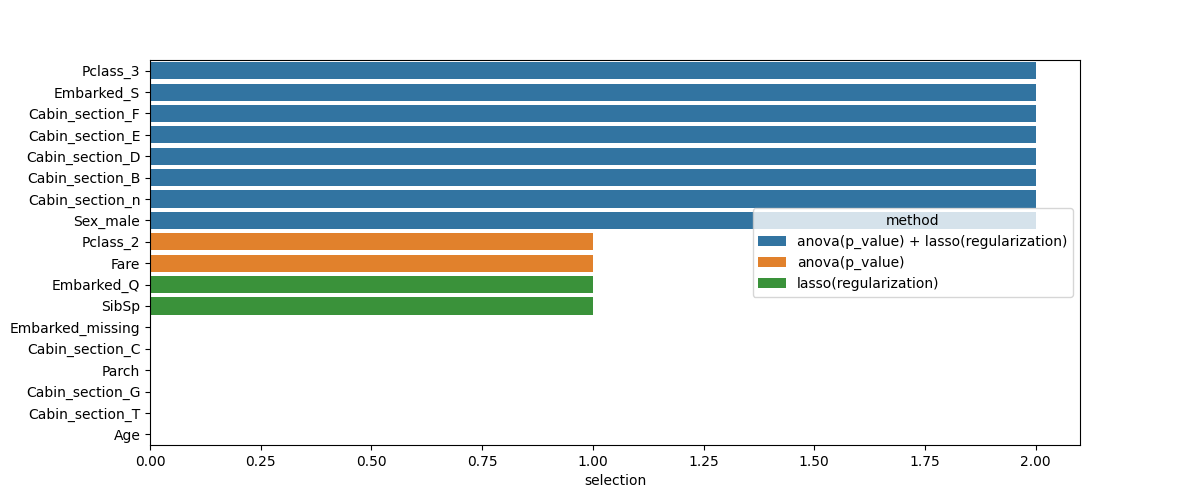 Pclass_3
Embarked_S
Cabin_section_F
Cabin_section_E
Cabin_section_D
Cabin_section_B
Cabin_section_n
Sex_male
Pclass_2
Fare
Embarked_Q
SibSp
Embarked_missing
Cabin_section_C
Parch
Cabin_section_G
Cabin_section_T
Age
method
anova(p_value) + lasso(regularization)
anova(p_value)
lasso(regularization)
0.00 0.25 0.50 0.75 1.00 1.25 1.50 1.75 2.00
selection